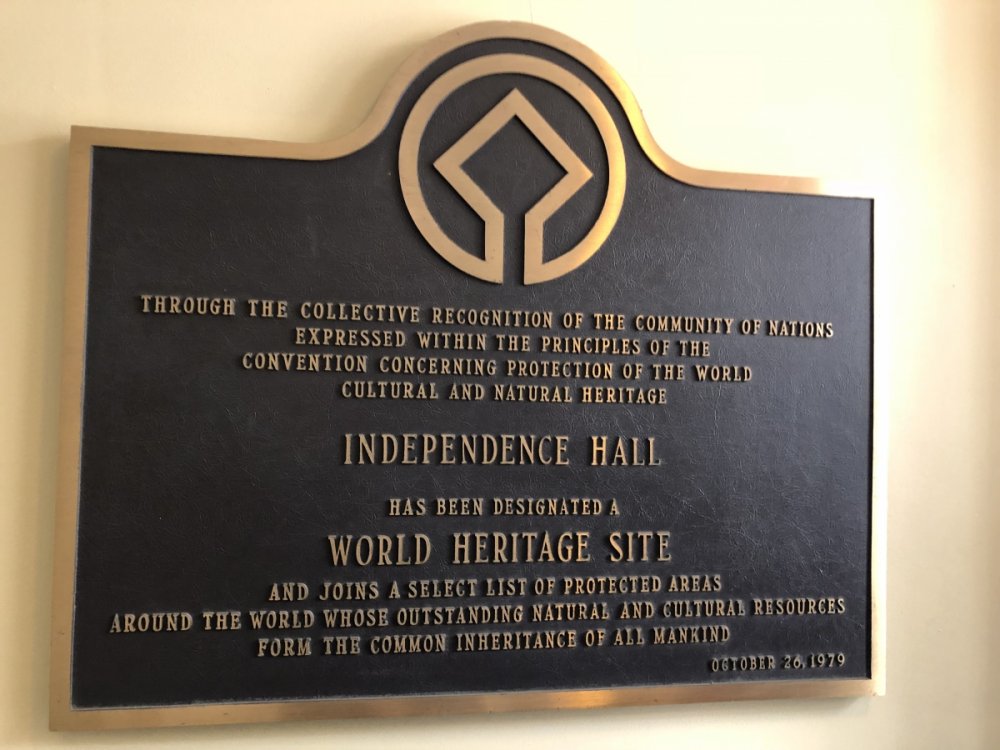 THROUGH THE COLLECTIVE RECOGNITION OF THE COMMUNITY OF NATIONS
EXPRESSED WITHIN THE PRINCIPLES OF THE
CONVENTION CONCERNING PROTECTION OF THE WORLD
CULTURAL AND NATURAL HERITAGE
INDEPENDENCE HALL
HAS BEEN DESIGNATED A
WORLD HERITAGE SITE
AND JOINS A SELECT LIST OF PROTECTED AREAS
AROUND THE WORLD WHOSE OUTSTANDING NATURAL AND CULTURAL RESOURCES
FORM THE COMMON INHERITANCE OF ALL MANKIND
OCTOBER 26, 1979